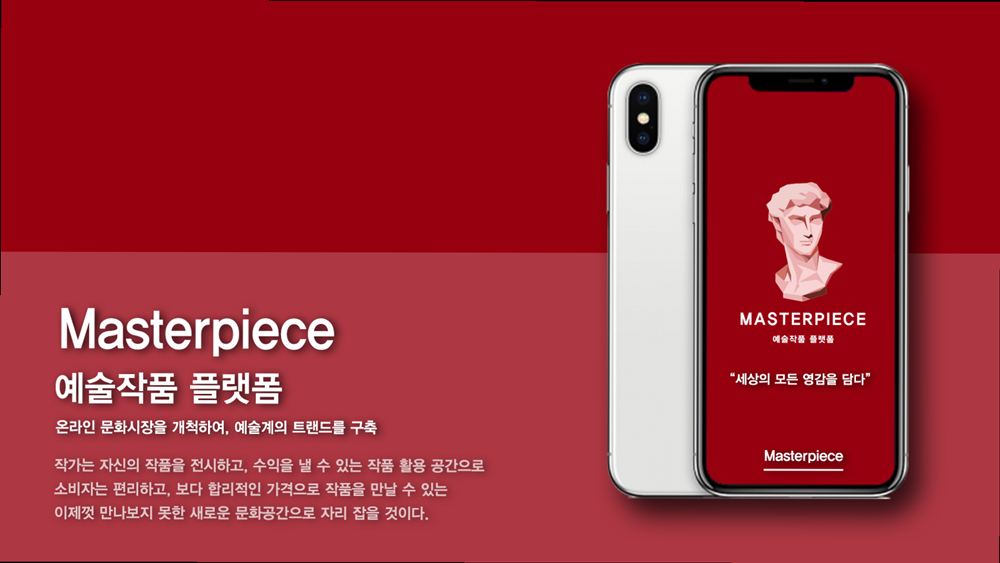 Masterpiece
예술작품 플랫폼
온라인 문화시장을 개척하여, 예술계의 트랜드를 구축
작가는 자신의 작품을 전시하고, 수익을 낼 수 있는 작품 활용 공간으로
소비자는 편리하고, 보다 합리적인 가격으로 작품을 만날 수 있는
이제껏 만나보지 못한 새로운 문화공간으로 자리 잡을 것이다.
MASTERPIECE
예술작품 플랫폼
“세상의 모든 영감을 담다”
Masterpiece